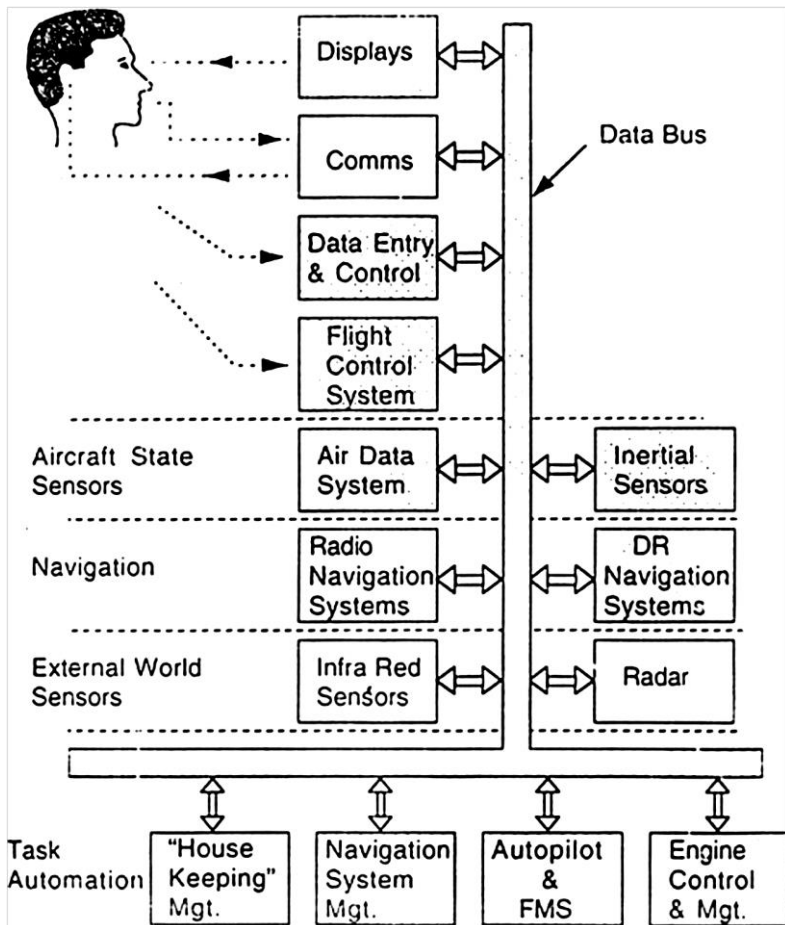 Displays
Comms
Data Bus
Data Entry
& Control
Flight
Control
System
Aircraft State
Sensors
Air Data
System
Inertial
Sensors
Navigation
Radio
Navigation
Systems
DR
Navigation
Systems
External World
Sensors
Infra Red
Sensors
Radar
Task
Automation
"House
Keeping"
Mgt.
Navigation
System
Mgt.
Autopilot
&
FMS
Engine
Control
& Mgt.